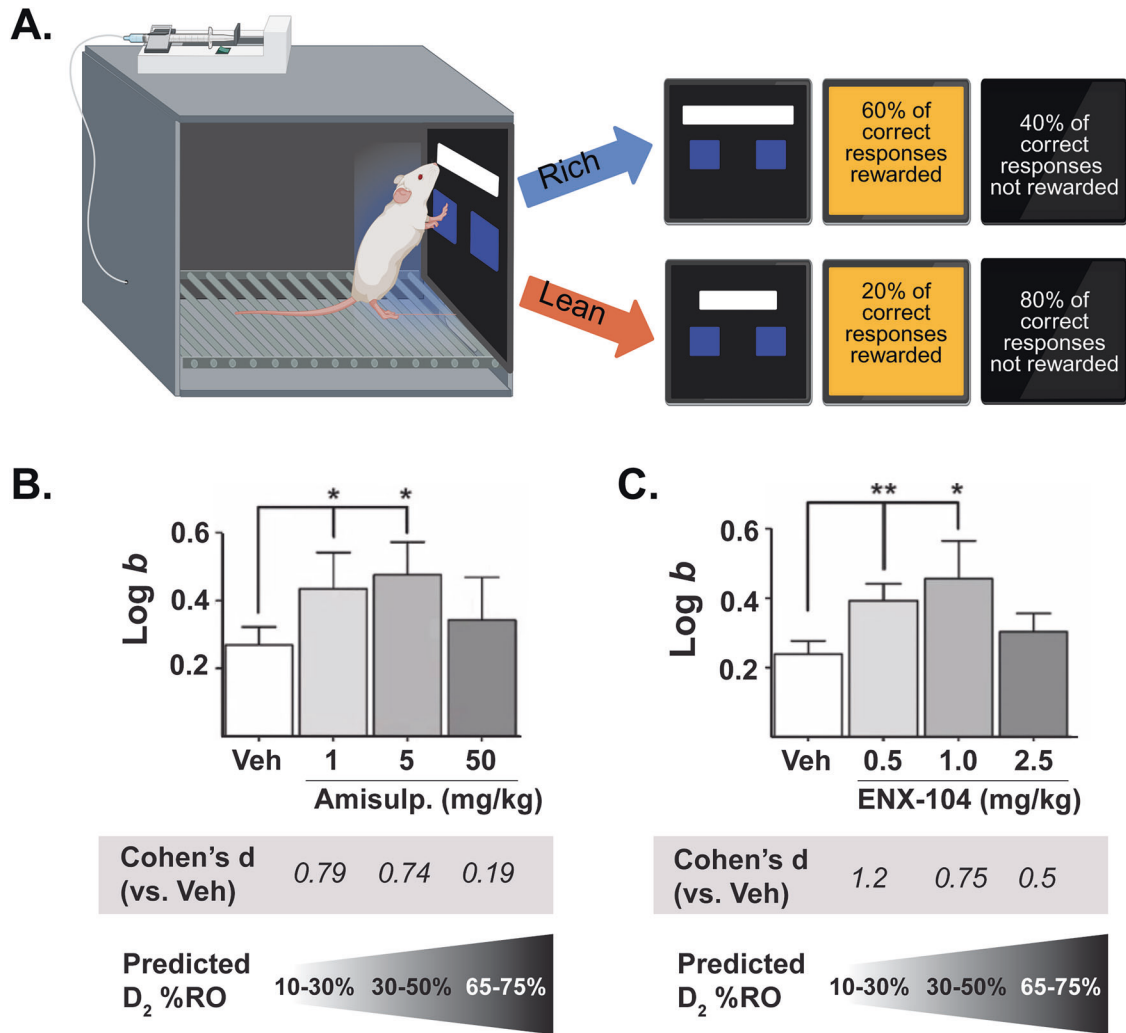 A.
Rich
60% of
correct
responses
rewarded
40% of
correct
responses
not rewarded
Lean
20% of
correct
responses
rewarded
80% of
correct
responses
not rewarded
B.
* *
Log b
0.6
0.4
0.2
Veh 1 5 50
Amisulp. (mg/kg)
Cohen's d
(vs. Veh)
0.79 0.74 0.19
Predicted
D₂ %RO
10-30% 30-50% 65-75%
C.
** *
Log b
0.6
0.4
0.2
Veh 0.5 1.0 2.5
ENX-104 (mg/kg)
Cohen's d
(vs. Veh)
1.2 0.75 0.5
Predicted
D₂ %RO
10-30% 30-50% 65-75%